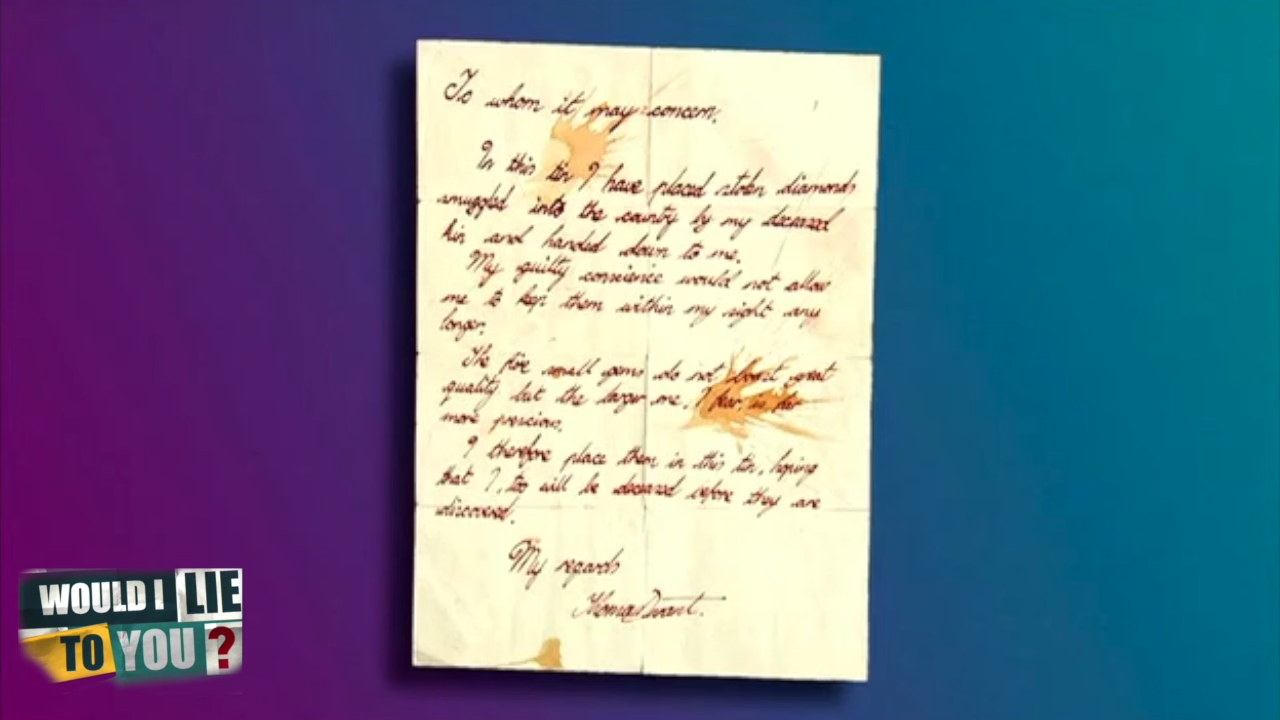 To whom it may concern.
In this tin I have placed stolen diamonds
smuggled into the country by my deceased
kin and handed down to me.
My guilty conscience would not allow
me to keep them within my sight any
longer.
The five small gems do not boast great
quality but the larger one, I fear, is far
more prescious.
I therefore place them in this tin, hoping
that I, too will be deceased before they are
discovered.
My regards
Thomas
WOULD I LIE
TO YOU?